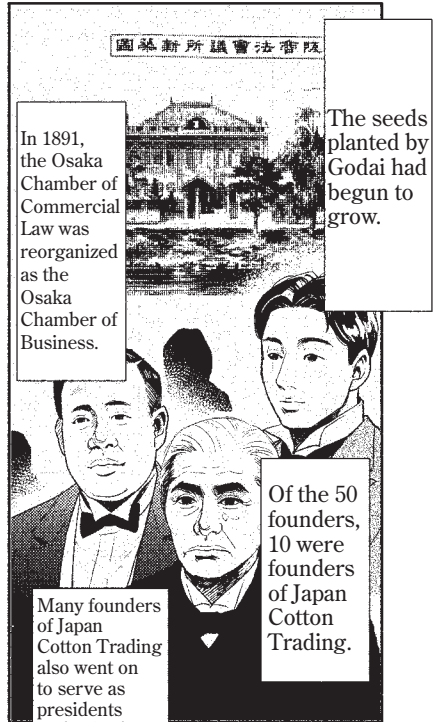 阪商法會議所新築圖
The seeds
planted by
Godai had
begun to
grow.
In 1891,
the Osaka
Chamber of
Commercial
Law was
reorganized
as the
Osaka
Chamber of
Business.
Of the 50
founders,
10 were
founders
of Japan
Cotton
Trading.
Many founders
of Japan
Cotton Trading
also went on
to serve as
presidents